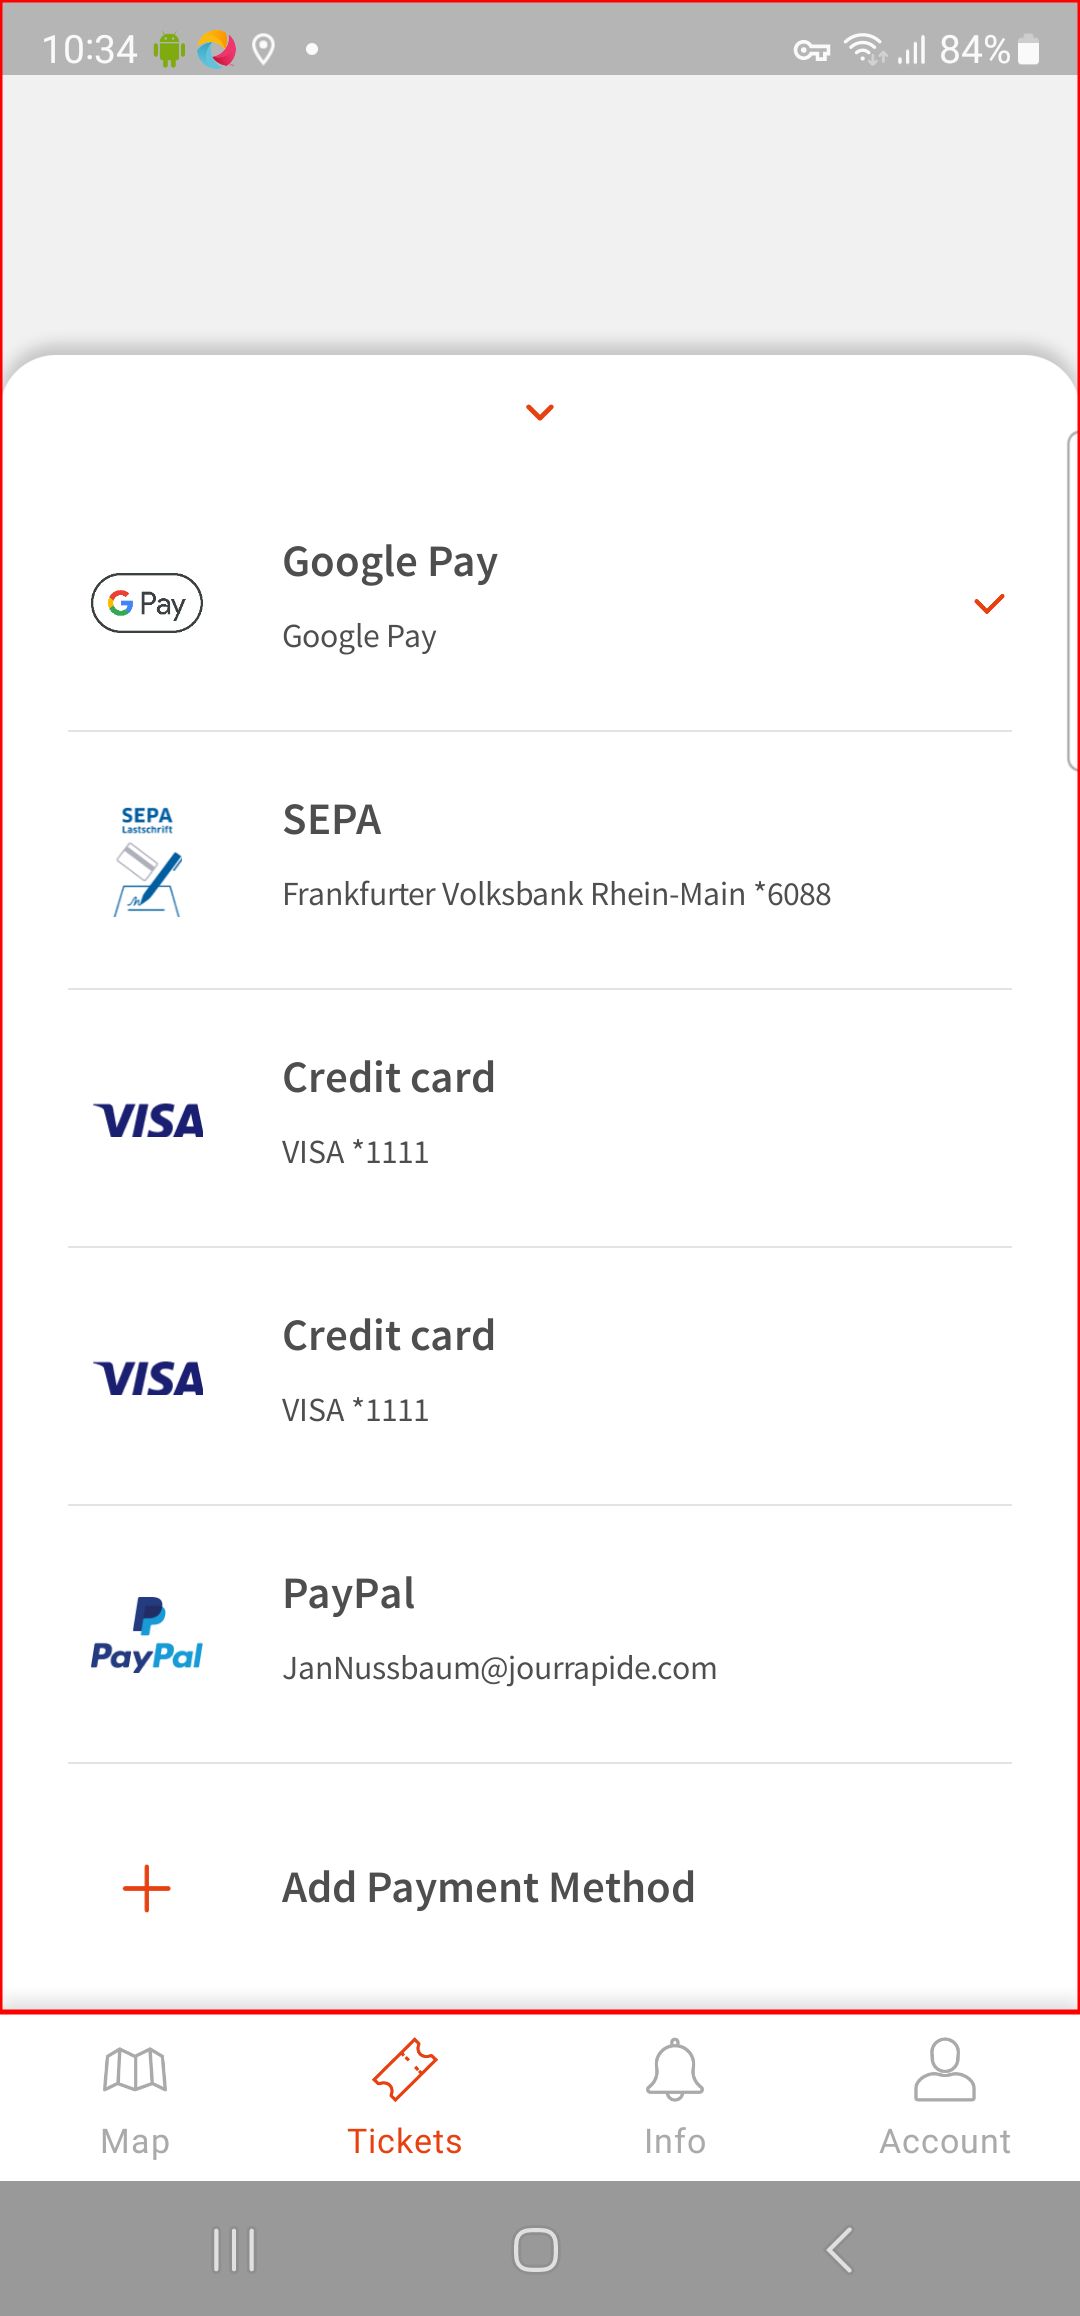 10:34
84%
Google Pay
G Pay
Google Pay
SEPA
Lastschrift
SEPA
Frankfurter Volksbank Rhein-Main *6088
Credit card
VISA
VISA *1111
Credit card
VISA
VISA *1111
PayPal
PayPal
JanNussbaum@jourrapide.com
Add Payment Method
Map
Tickets
Info
Account